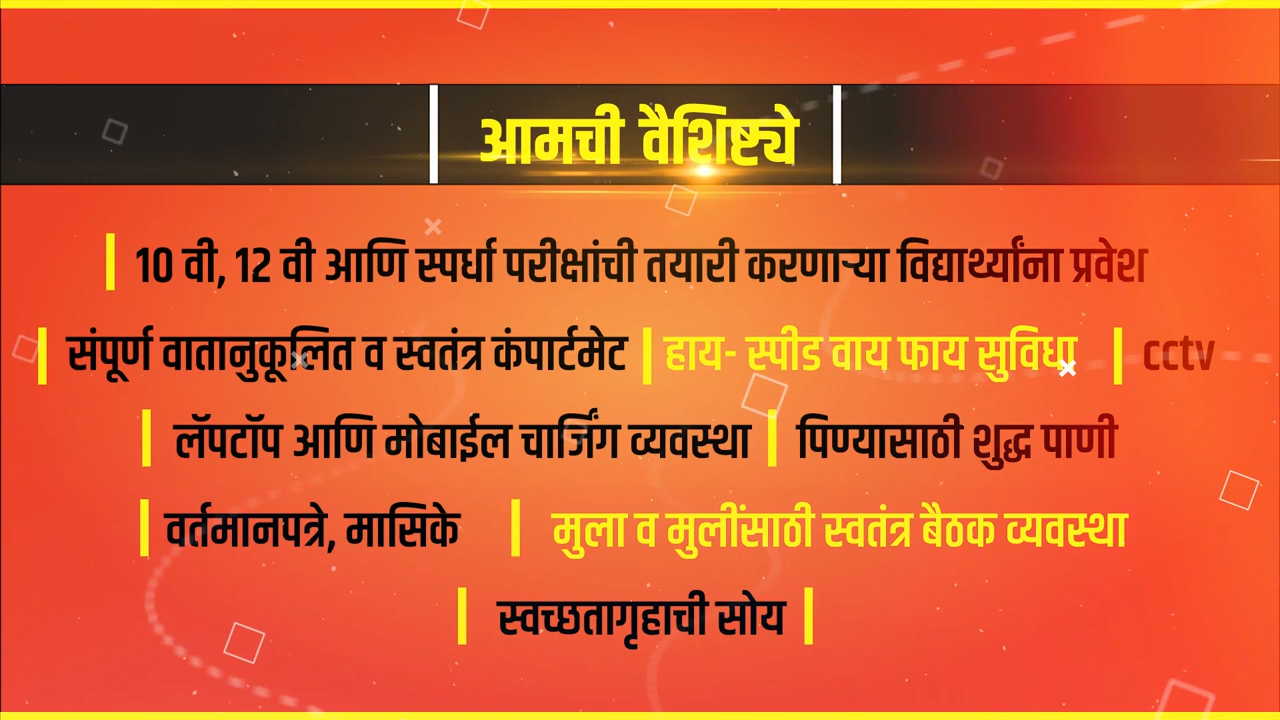 आमची वैशिष्ट्ये
10 वी, 12 वी आणि स्पर्धा परीक्षांची तयारी करणाऱ्या विद्यार्थ्यांना प्रवेश
संपूर्ण वातानुकूलित व स्वतंत्र कंपार्टमेट | हाय- स्पीड वाय फाय सुविधा | cctv
लॅपटॉप आणि मोबाईल चार्जिंग व्यवस्था | पिण्यासाठी शुद्ध पाणी
वर्तमानपत्रे, मासिके | मुला व मुलींसाठी स्वतंत्र बैठक व्यवस्था
स्वच्छतागृहाची सोय